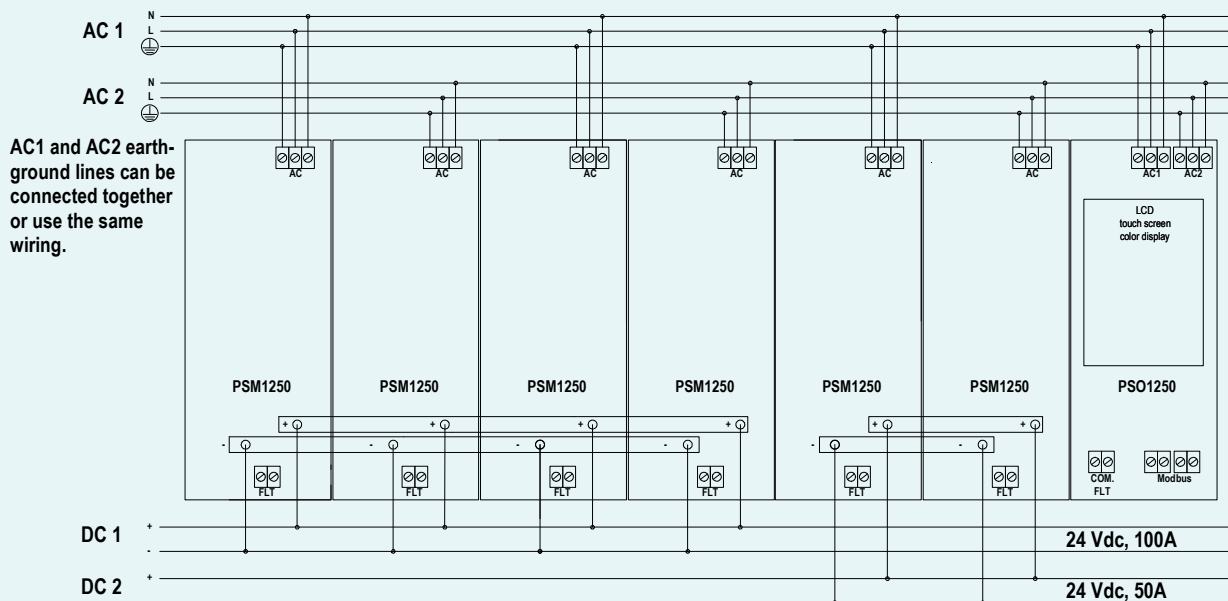 AC 1
N
L
AC 2
N
L
AC1 and AC2 earth-
ground lines can be
connected together
or use the same
wiring.
AC AC AC AC AC AC AC1 AC2
LCD
touch screen
color display
PSM1250 PSM1250 PSM1250 PSM1250 PSM1250 PSM1250 PSO1250
+ + + + + +
- - - - - -
FLT FLT FLT FLT FLT FLT
COM.
FLT
Modbus
DC 1
+
-
24 Vdc, 100A
DC 2
+
24 Vdc, 50A